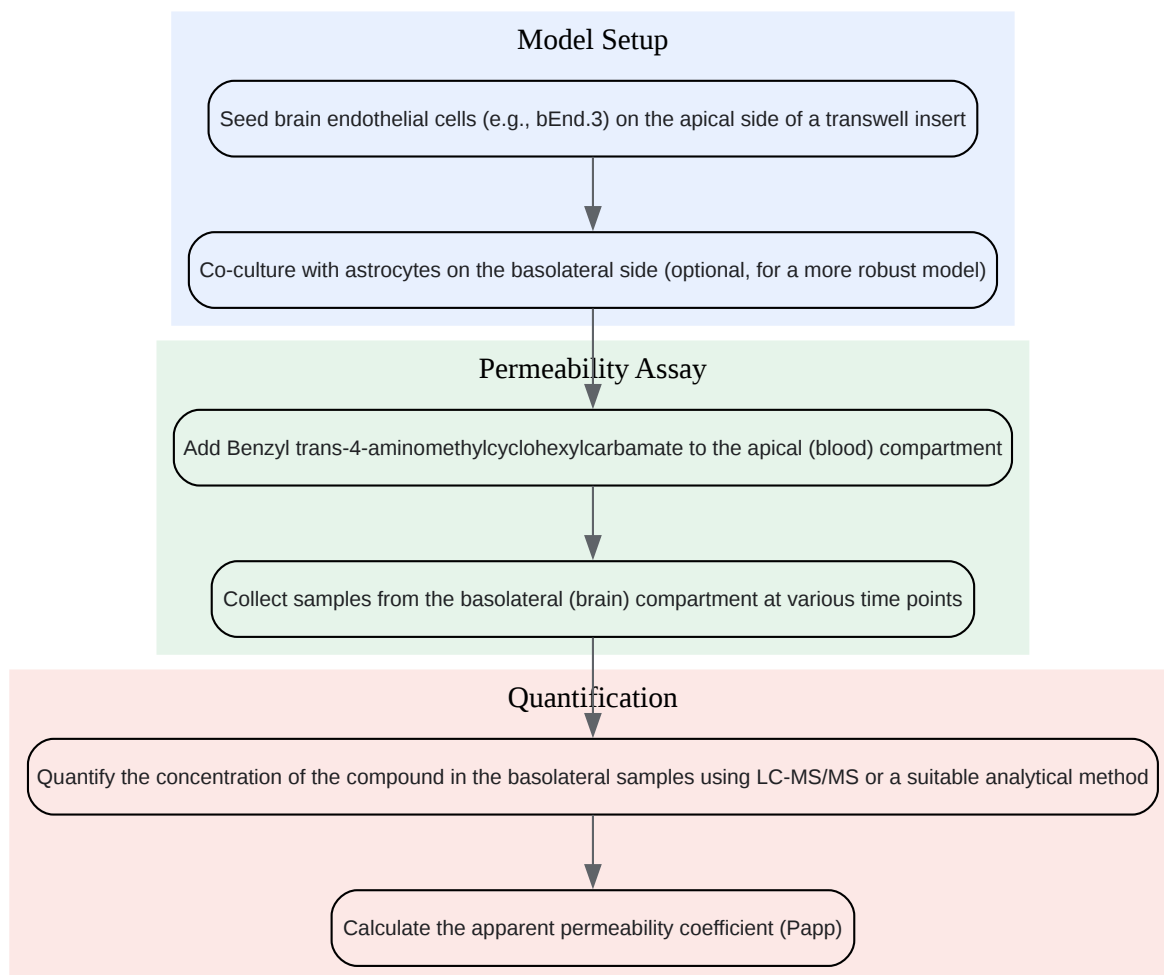 Model Setup
Seed brain endothelial cells (e.g., bEnd.3) on the apical side of a transwell insert
Co-culture with astrocytes on the basolateral side (optional, for a more robust model)
Permeability Assay
Add Benzyl trans-4-aminomethylcyclohexylcarbamate to the apical (blood) compartment
Collect samples from the basolateral (brain) compartment at various time points
Quantification
Quantify the concentration of the compound in the basolateral samples using LC-MS/MS or a suitable analytical method
Calculate the apparent permeability coefficient (Papp)